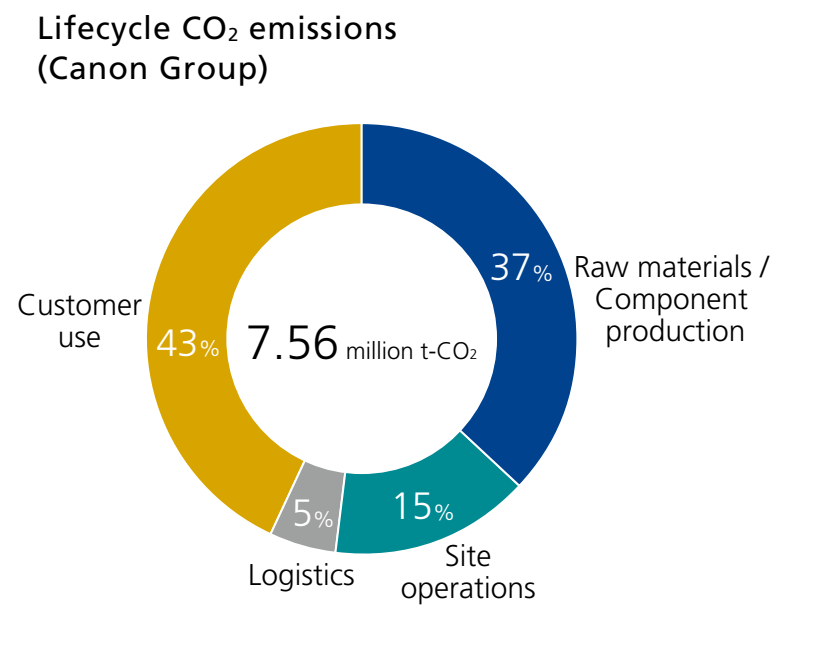 Lifecycle CO₂ emissions
(Canon Group)
37%
Raw materials /
Component
production
Customer
use
43%
7.56 million t-CO₂
15%
5%
Site
operations
Logistics